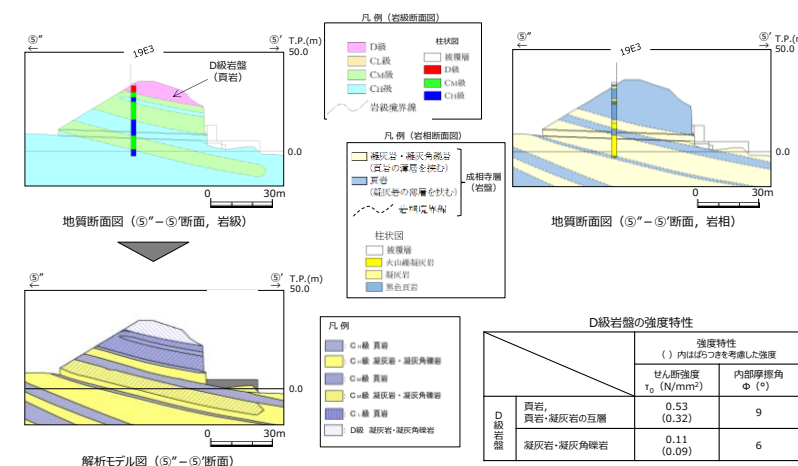 ⑤″
⑤′ T.P.(m)
50.0
19E3
D級岩盤
(頁岩)
0.0
0
30m
地質断面図（⑤″－⑤′断面，岩級）
凡 例（岩級断面図）
D級
CL級
CM級
CH級
岩級境界線
柱状図
被覆層
D級
CM級
CH級
凡 例（岩相断面図）
凝灰岩・凝灰角礫岩
(頁岩の薄層を挟む)
頁岩
(凝灰岩の薄層を挟む)
岩相境界線
成相寺層
(岩盤)
柱状図
被覆層
火山礫凝灰岩
凝灰岩
黒色頁岩
⑤″
⑤′ T.P.(m)
50.0
19E3
0.0
0
30m
地質断面図（⑤″－⑤′断面，岩相）
⑤″
⑤′ T.P.(m)
50.0
0.0
0
30m
解析モデル図（⑤″－⑤′断面）
凡 例
: CH級 頁岩
: CH級 凝灰岩・凝灰角礫岩
: CM級 頁岩
: CM級 凝灰岩・凝灰角礫岩
: CL級 頁岩
: D級 凝灰岩・凝灰角礫岩
D級岩盤の強度特性
強度特性
( ) 内はばらつきを考慮した強度
せん断強度
τ0（N/mm2）
内部摩擦角
Φ（°）
D級岩盤
頁岩，
頁岩・凝灰岩の互層
0.53
(0.32)
9
凝灰岩・凝灰角礫岩
0.11
(0.09)
6